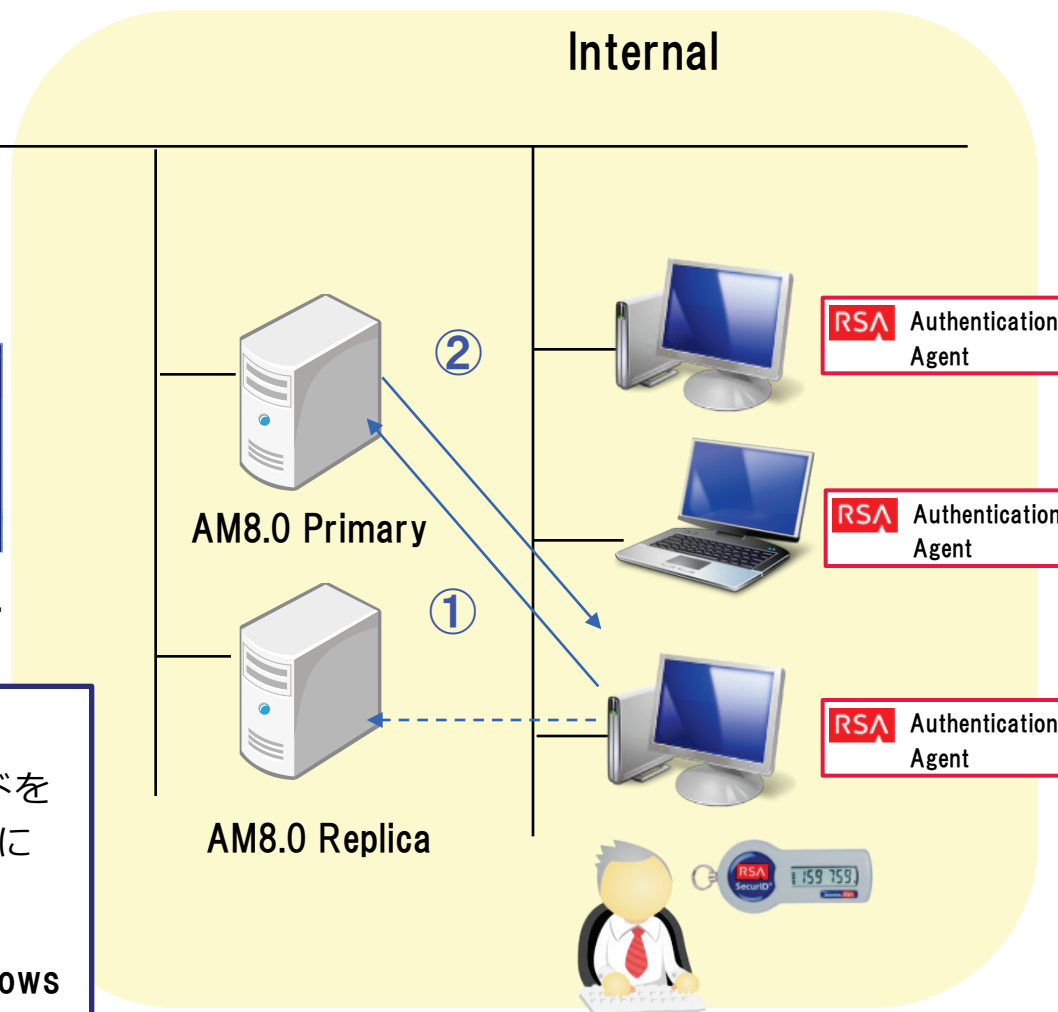 Internal
②
RSA Authentication
Agent
AM8.0 Primary
RSA Authentication
Agent
①
RSA Authentication
Agent
AM8.0 Replica
を
に
ows
RSA
SecurID
159 759